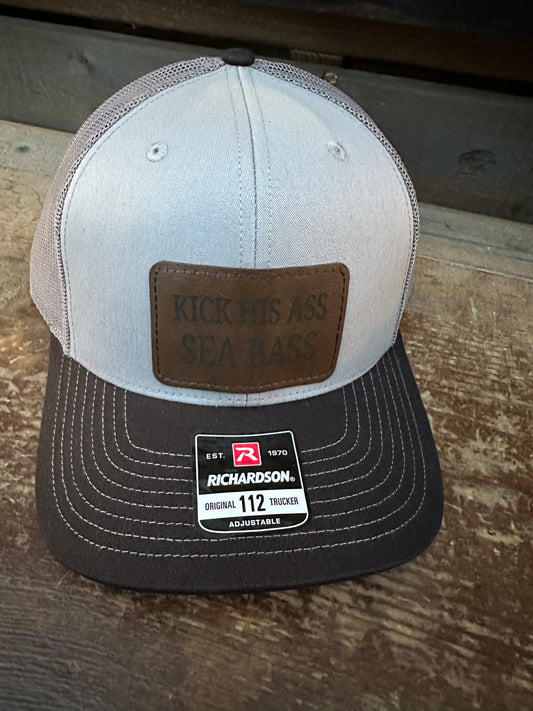 KICK HIS ASS
SEA BASS
EST. R 1970
RICHARDSON®
ORIGINAL 112 TRUCKER
ADJUSTABLE